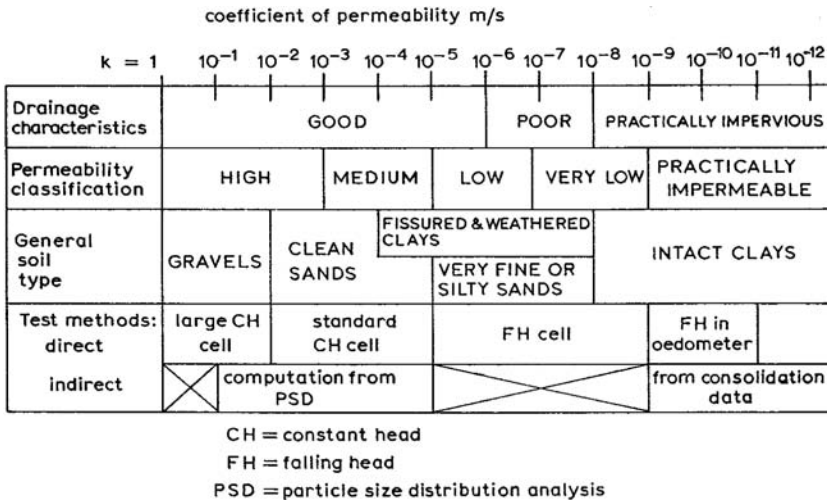 coefficient of permeability m/s
k = 1 10⁻¹ 10⁻² 10⁻³ 10⁻⁴ 10⁻⁵ 10⁻⁶ 10⁻⁷ 10⁻⁸ 10⁻⁹ 10⁻¹⁰ 10⁻¹¹ 10⁻¹²
Drainage
characteristics
GOOD
POOR
PRACTICALLY IMPERVIOUS
Permeability
classification
HIGH
MEDIUM
LOW
VERY LOW
PRACTICALLY
IMPERMEABLE
General
soil
type
GRAVELS
CLEAN
SANDS
FISSURED & WEATHERED
CLAYS
VERY FINE OR
SILTY SANDS
INTACT CLAYS
Test methods:
direct
large CH
cell
standard
CH cell
FH cell
FH in
oedometer
indirect
computation from
PSD
from consolidation
data
CH = constant head
FH = falling head
PSD = particle size distribution analysis